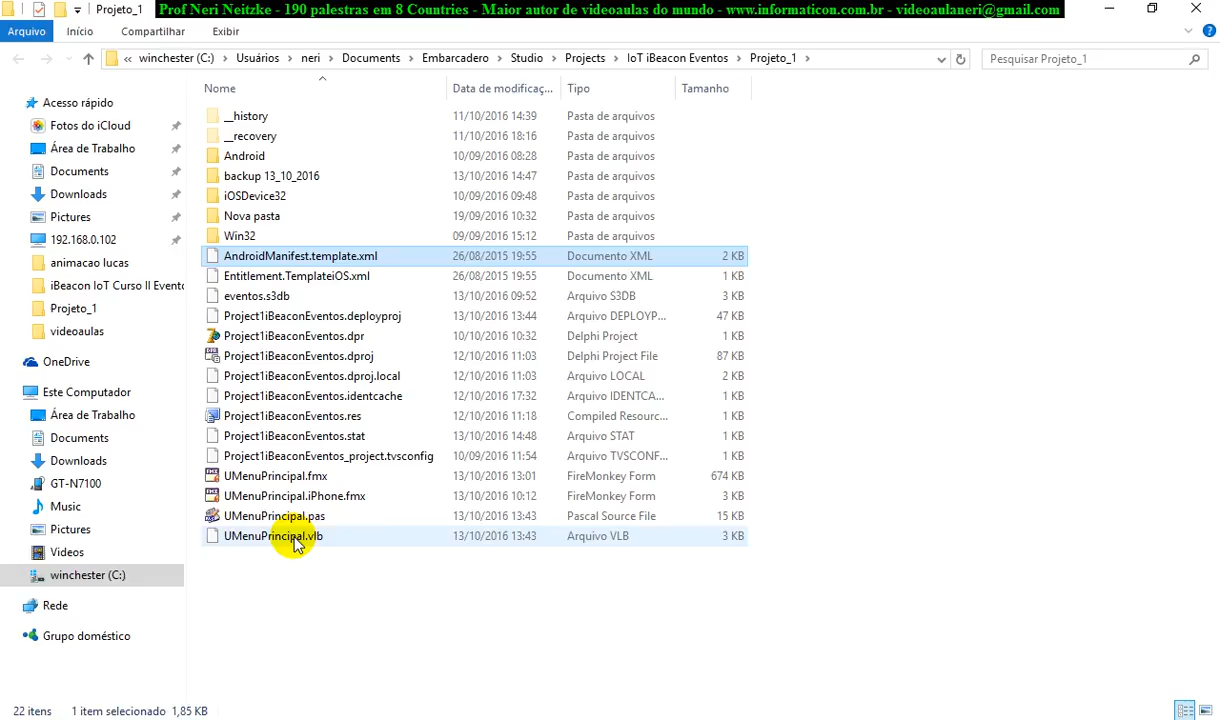 Projeto_1
Prof Neri Neitzke - 190 palestras em 8 Countries - Maior autor de videoaulas do mundo - www.informaticon.com.br - videoaulaneri@gmail.com
Arquivo Início Compartilhar Exibir
« winchester (C:) › Usuários › neri › Documents › Embarcadero › Studio › Projects › IoT iBeacon Eventos › Projeto_1 ›
Pesquisar Projeto_1
Nome Data de modificaç... Tipo Tamanho
Acesso rápido
Fotos do iCloud
Área de Trabalho
Documents
Downloads
Pictures
192.168.0.102
animacao lucas
iBeacon IoT Curso II Evento
Projeto_1
videoaulas
OneDrive
Este Computador
Área de Trabalho
Documents
Downloads
GT-N7100
Music
Pictures
Videos
winchester (C:)
Rede
Grupo doméstico
__history 11/10/2016 14:39 Pasta de arquivos
__recovery 11/10/2016 18:16 Pasta de arquivos
Android 10/09/2016 08:28 Pasta de arquivos
backup 13_10_2016 13/10/2016 14:47 Pasta de arquivos
iOSDevice32 10/09/2016 09:48 Pasta de arquivos
Nova pasta 19/09/2016 10:32 Pasta de arquivos
Win32 09/09/2016 15:12 Pasta de arquivos
AndroidManifest.template.xml 26/08/2015 19:55 Documento XML 2 KB
Entitlement.TemplateiOS.xml 26/08/2015 19:55 Documento XML 1 KB
eventos.s3db 13/10/2016 09:52 Arquivo S3DB 3 KB
Project1iBeaconEventos.deployproj 13/10/2016 13:44 Arquivo DEPLOYP... 47 KB
Project1iBeaconEventos.dpr 10/10/2016 10:32 Delphi Project 1 KB
Project1iBeaconEventos.dproj 12/10/2016 11:03 Delphi Project File 87 KB
Project1iBeaconEventos.dproj.local 12/10/2016 11:03 Arquivo LOCAL 2 KB
Project1iBeaconEventos.identcache 12/10/2016 17:32 Arquivo IDENTCA... 1 KB
Project1iBeaconEventos.res 12/10/2016 11:18 Compiled Resourc... 1 KB
Project1iBeaconEventos.stat 13/10/2016 14:48 Arquivo STAT 1 KB
Project1iBeaconEventos_project.tvsconfig 10/09/2016 11:54 Arquivo TVSCONF... 1 KB
UMenuPrincipal.fmx 13/10/2016 13:01 FireMonkey Form 674 KB
UMenuPrincipal.iPhone.fmx 13/10/2016 10:12 FireMonkey Form 3 KB
UMenuPrincipal.pas 13/10/2016 13:43 Pascal Source File 15 KB
UMenuPrincipal.vlb 13/10/2016 13:43 Arquivo VLB 3 KB
22 itens 1 item selecionado 1,85 KB